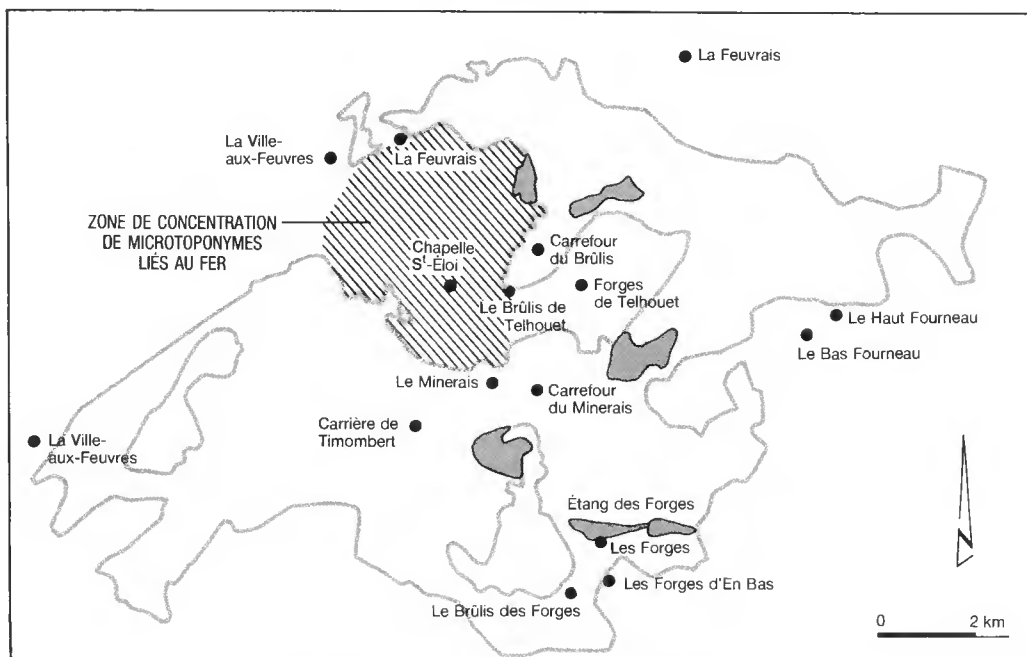 La Feuvrais
La Ville-
aux-Feuvres
La Feuvrais
ZONE DE CONCENTRATION
DE MICROTOPONYMES
LIÉS AU FER
Chapelle
St-Éloi
Carrefour
du Brûlis
Le Brûlis de
Telhouet
Forges
de Telhouet
Le Haut Fourneau
Le Bas Fourneau
Le Minerais
Carrefour
du Minerais
Carrière de
Timombert
La Ville-
aux-Feuvres
Étang des Forges
Les Forges
Les Forges d'En Bas
Le Brûlis des Forges
N
0 2 km